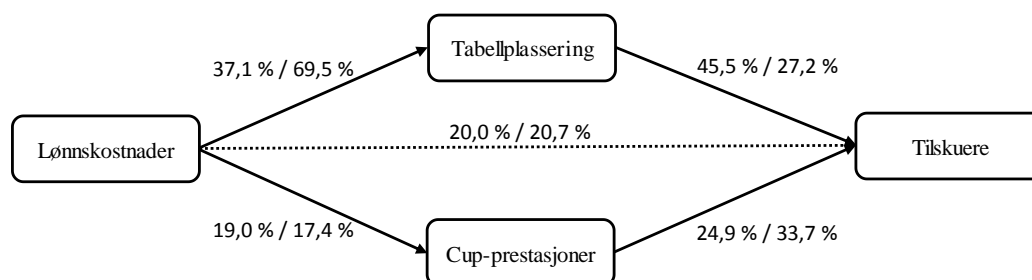 Tabellplassering
37,1 % / 69,5 %
45,5 % / 27,2 %
20,0 % / 20,7 %
Lønnskostnader
Tilskuere
19,0 % / 17,4 %
24,9 % / 33,7 %
Cup-prestasjoner